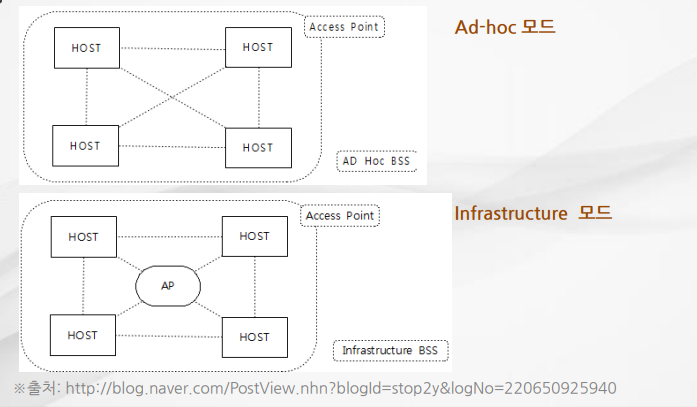 Access Point
Ad-hoc 모드
HOST
HOST
HOST
HOST
AD Hoc BSS
Access Point
Infrastructure 모드
HOST
HOST
AP
HOST
HOST
Infrastructure BSS
※출처: http://blog.naver.com/PostView.nhn?blogId=stop2y&logNo=220650925940